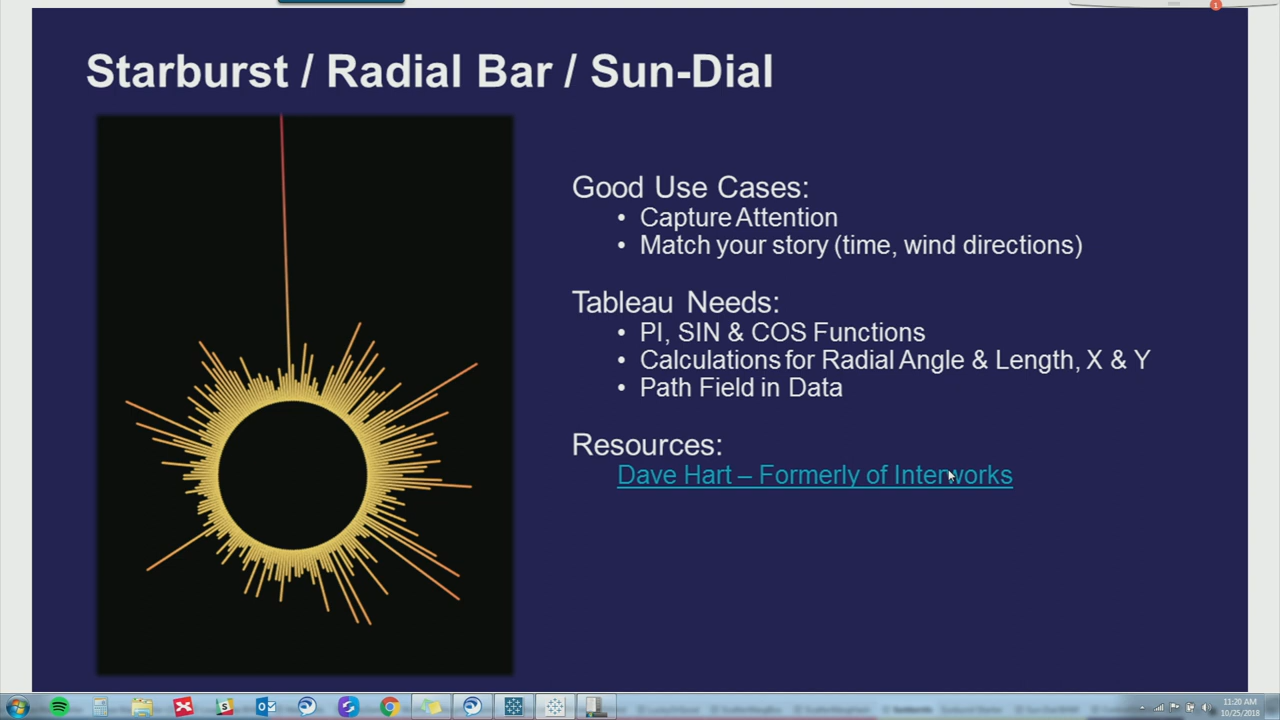 1
Starburst / Radial Bar / Sun-Dial
Good Use Cases:
• Capture Attention
• Match your story (time, wind directions)
Tableau Needs:
• PI, SIN & COS Functions
• Calculations for Radial Angle & Length, X & Y
• Path Field in Data
Resources:
Dave Hart – Formerly of Interworks
11:20 AM
10/25/2018